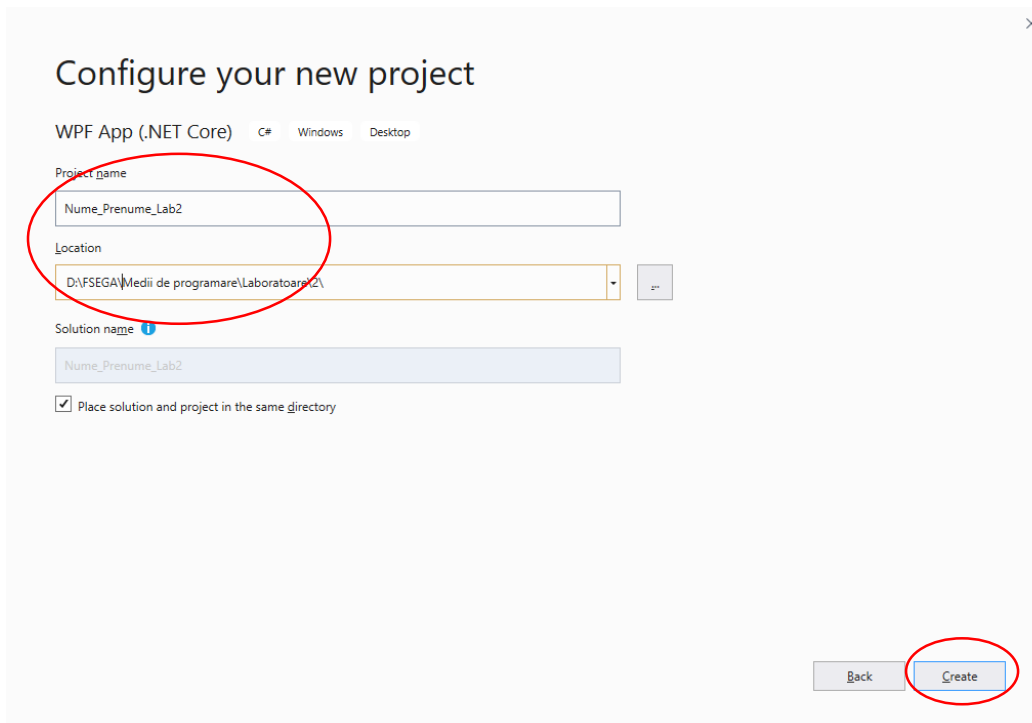 Configure your new project
WPF App (.NET Core) C# Windows Desktop
Project name
Nume_Prenume_Lab2
Location
D:\FSEGA\Medii de programare\Laboratoare\2\
...
Solution name i
Nume_Prenume_Lab2
Place solution and project in the same directory
Back Create